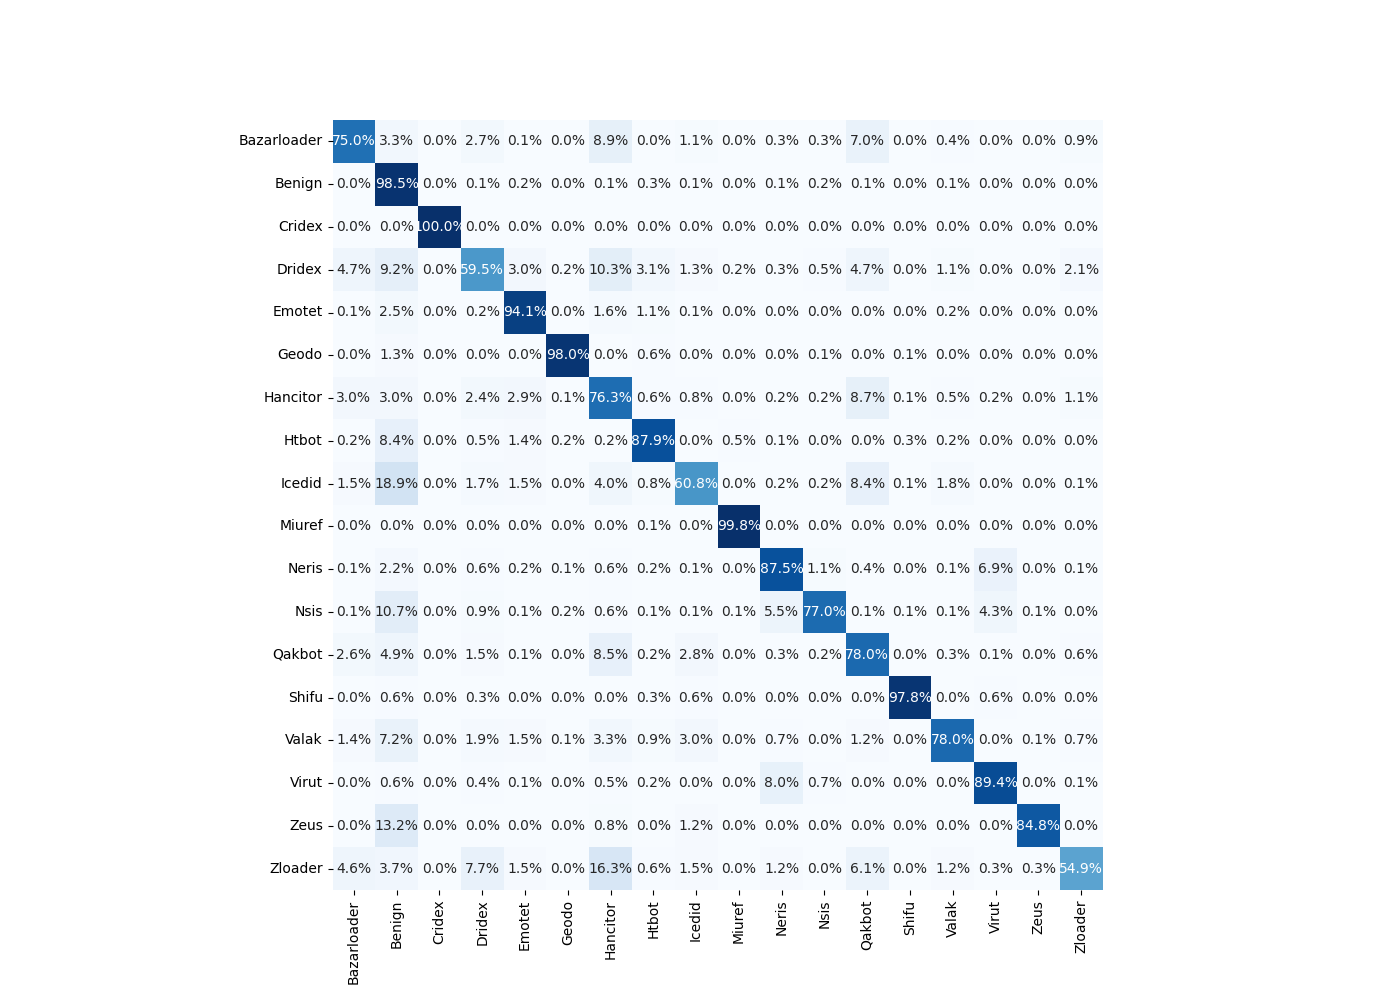 Bazarloader 75.0% 3.3% 0.0% 2.7% 0.1% 0.0% 8.9% 0.0% 1.1% 0.0% 0.3% 0.3% 7.0% 0.0% 0.4% 0.0% 0.0% 0.9%
Benign 0.0% 98.5% 0.0% 0.1% 0.2% 0.0% 0.1% 0.3% 0.1% 0.0% 0.1% 0.2% 0.1% 0.0% 0.1% 0.0% 0.0% 0.0%
Cridex 0.0% 0.0% 100.0% 0.0% 0.0% 0.0% 0.0% 0.0% 0.0% 0.0% 0.0% 0.0% 0.0% 0.0% 0.0% 0.0% 0.0% 0.0%
Dridex 4.7% 9.2% 0.0% 59.5% 3.0% 0.2% 10.3% 3.1% 1.3% 0.2% 0.3% 0.5% 4.7% 0.0% 1.1% 0.0% 0.0% 2.1%
Emotet 0.1% 2.5% 0.0% 0.2% 94.1% 0.0% 1.6% 1.1% 0.1% 0.0% 0.0% 0.0% 0.0% 0.0% 0.2% 0.0% 0.0% 0.0%
Geodo 0.0% 1.3% 0.0% 0.0% 0.0% 98.0% 0.0% 0.6% 0.0% 0.0% 0.0% 0.1% 0.0% 0.1% 0.0% 0.0% 0.0% 0.0%
Hancitor 3.0% 3.0% 0.0% 2.4% 2.9% 0.1% 76.3% 0.6% 0.8% 0.0% 0.2% 0.2% 8.7% 0.1% 0.5% 0.2% 0.0% 1.1%
Htbot 0.2% 8.4% 0.0% 0.5% 1.4% 0.2% 0.2% 87.9% 0.0% 0.5% 0.1% 0.0% 0.0% 0.3% 0.2% 0.0% 0.0% 0.0%
Icedid 1.5% 18.9% 0.0% 1.7% 1.5% 0.0% 4.0% 0.8% 60.8% 0.0% 0.2% 0.2% 8.4% 0.1% 1.8% 0.0% 0.0% 0.1%
Miuref 0.0% 0.0% 0.0% 0.0% 0.0% 0.0% 0.0% 0.1% 0.0% 99.8% 0.0% 0.0% 0.0% 0.0% 0.0% 0.0% 0.0% 0.0%
Neris 0.1% 2.2% 0.0% 0.6% 0.2% 0.1% 0.6% 0.2% 0.1% 0.0% 87.5% 1.1% 0.4% 0.0% 0.1% 6.9% 0.0% 0.1%
Nsis 0.1% 10.7% 0.0% 0.9% 0.1% 0.2% 0.6% 0.1% 0.1% 0.1% 5.5% 77.0% 0.1% 0.1% 0.1% 4.3% 0.1% 0.0%
Qakbot 2.6% 4.9% 0.0% 1.5% 0.1% 0.0% 8.5% 0.2% 2.8% 0.0% 0.3% 0.2% 78.0% 0.0% 0.3% 0.1% 0.0% 0.6%
Shifu 0.0% 0.6% 0.0% 0.3% 0.0% 0.0% 0.0% 0.3% 0.6% 0.0% 0.0% 0.0% 0.0% 97.8% 0.0% 0.6% 0.0% 0.0%
Valak 1.4% 7.2% 0.0% 1.9% 1.5% 0.1% 3.3% 0.9% 3.0% 0.0% 0.7% 0.0% 1.2% 0.0% 78.0% 0.0% 0.1% 0.7%
Virut 0.0% 0.6% 0.0% 0.4% 0.1% 0.0% 0.5% 0.2% 0.0% 0.0% 8.0% 0.7% 0.0% 0.0% 0.0% 89.4% 0.0% 0.1%
Zeus 0.0% 13.2% 0.0% 0.0% 0.0% 0.0% 0.8% 0.0% 1.2% 0.0% 0.0% 0.0% 0.0% 0.0% 0.0% 0.0% 84.8% 0.0%
Zloader 4.6% 3.7% 0.0% 7.7% 1.5% 0.0% 16.3% 0.6% 1.5% 0.0% 1.2% 0.0% 6.1% 0.0% 1.2% 0.3% 0.3% 54.9%
Bazarloader
Benign
Cridex
Dridex
Emotet
Geodo
Hancitor
Htbot
Icedid
Miuref
Neris
Nsis
Qakbot
Shifu
Valak
Virut
Zeus
Zloader